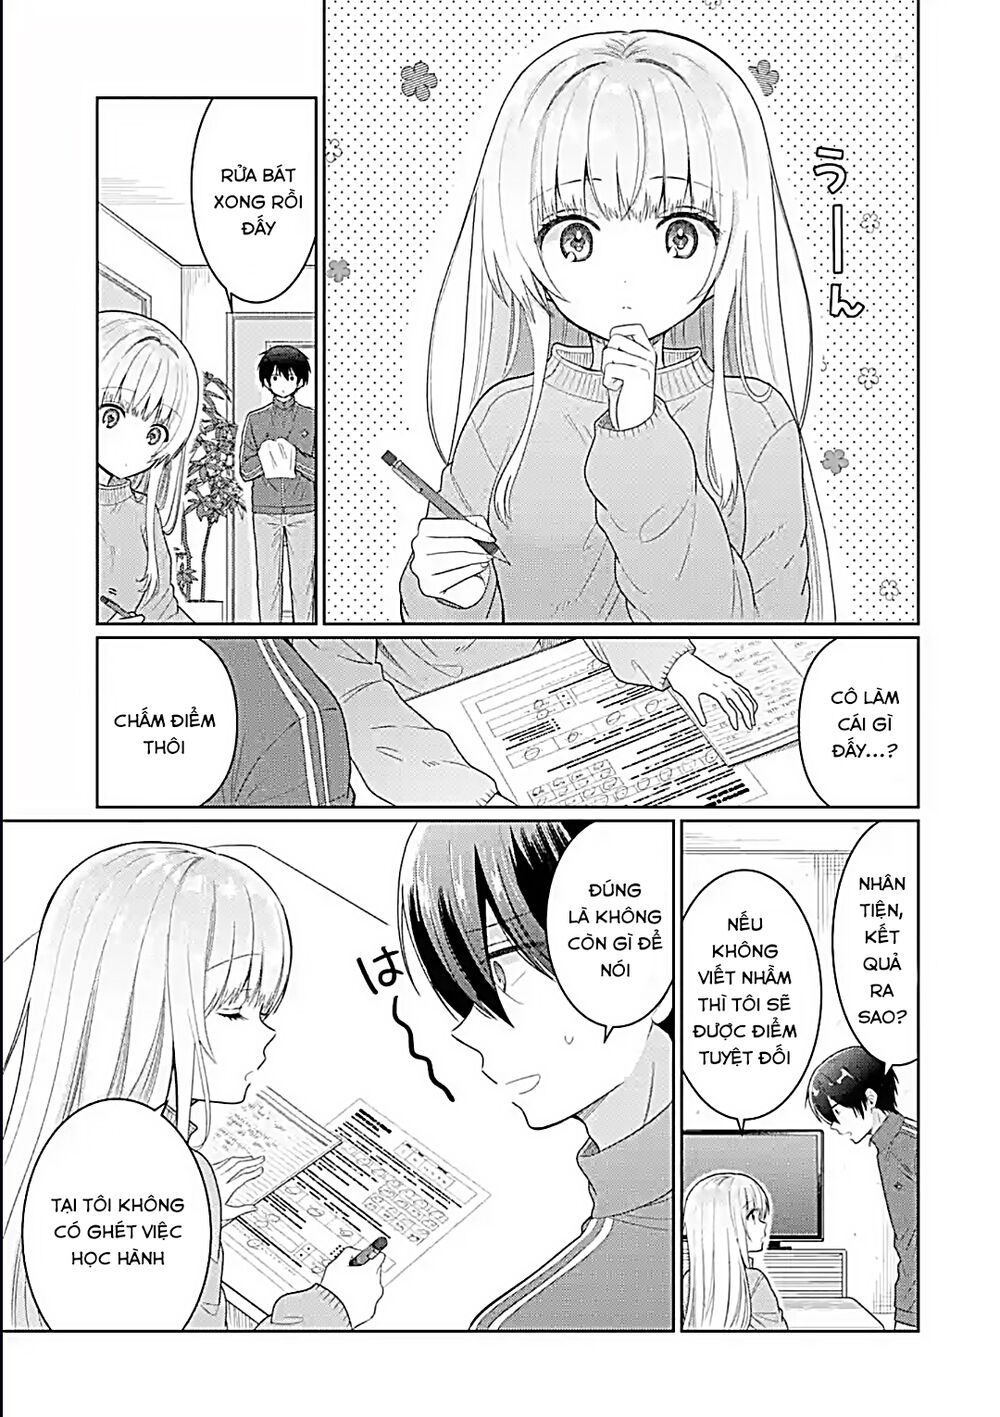 うーん
RỬA BÁT
XONG RỒI
ĐẤY
CÔ LÀM
CÁI GÌ
ĐẤY...?
CHẤM ĐIỂM
THÔI
NHÂN
TIỆN,
KẾT
QUẢ
RA
SAO?
NẾU
KHÔNG
VIẾT NHẦM
THÌ TÔI SẼ
ĐƯỢC ĐIỂM
TUYỆT ĐỐI
ĐÚNG
LÀ KHÔNG
CÒN GÌ ĐỂ
NÓI
は〜
TẠI TÔI KHÔNG
CÓ GHÉT VIỆC
HỌC HÀNH